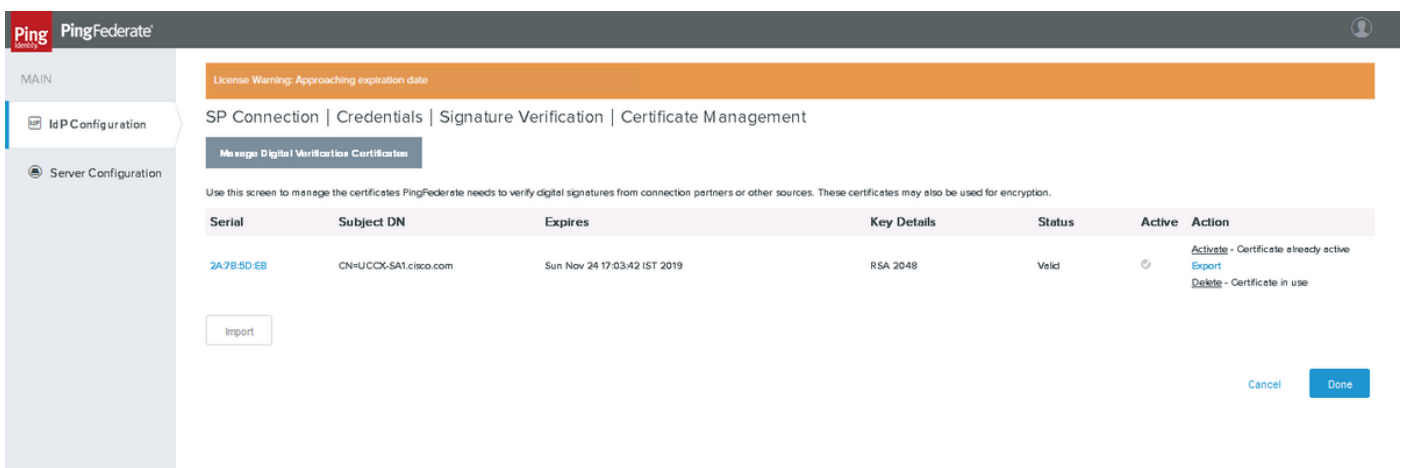 Ping
Identity.
PingFederate®
MAIN
License Warning: Approaching expiration date
IdP
IdP Configuration
SP Connection | Credentials | Signature Verification | Certificate Management
Manage Digital Verification Certificates
Server Configuration
Use this screen to manage the certificates PingFederate needs to verify digital signatures from connection partners or other sources. These certificates may also be used for encryption.
Serial Subject DN Expires Key Details Status Active Action
Activate - Certificate already active
2A:7B:5D:EB CN=UCCX-SA1.cisco.com Sun Nov 24 17:03:42 IST 2019 RSA 2048 Valid Export
Delete - Certificate in use
Import
Cancel Done